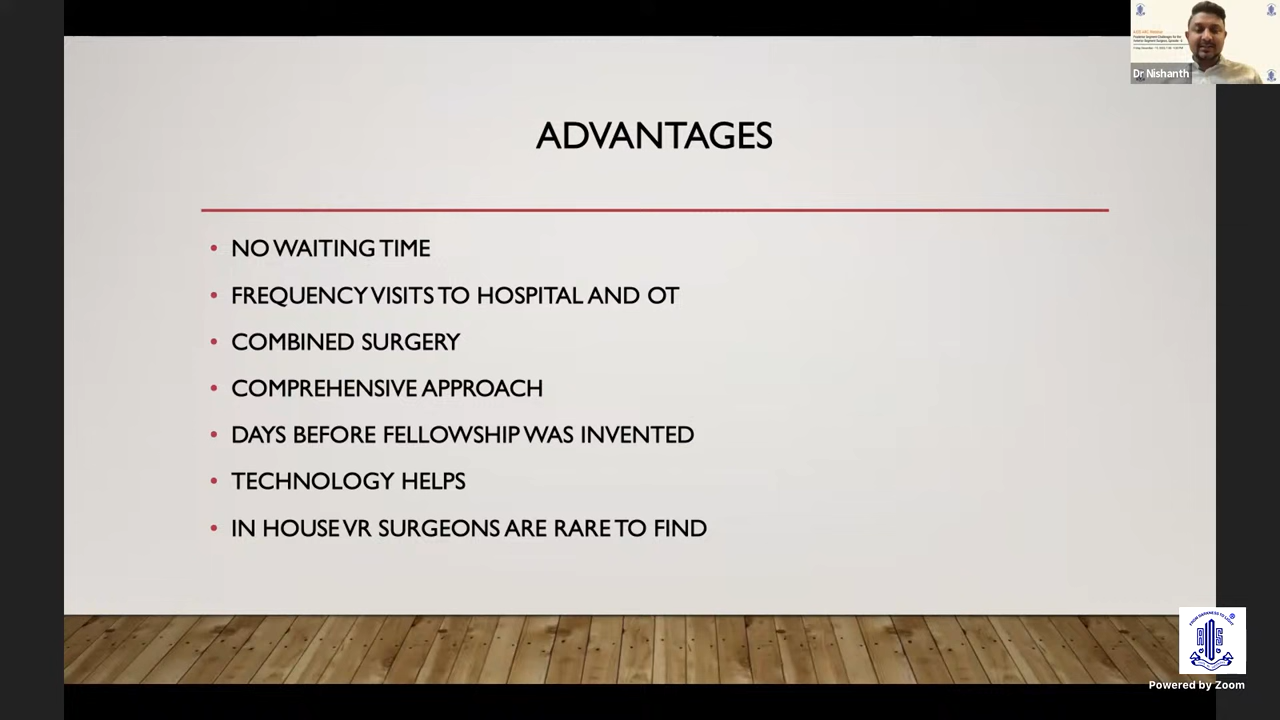 ADVANTAGES
• NO WAITING TIME
• FREQUENCY VISITS TO HOSPITAL AND OT
• COMBINED SURGERY
• COMPREHENSIVE APPROACH
• DAYS BEFORE FELLOWSHIP WAS INVENTED
• TECHNOLOGY HELPS
• IN HOUSE VR SURGEONS ARE RARE TO FIND
Dr Nishanth
Powered by Zoom